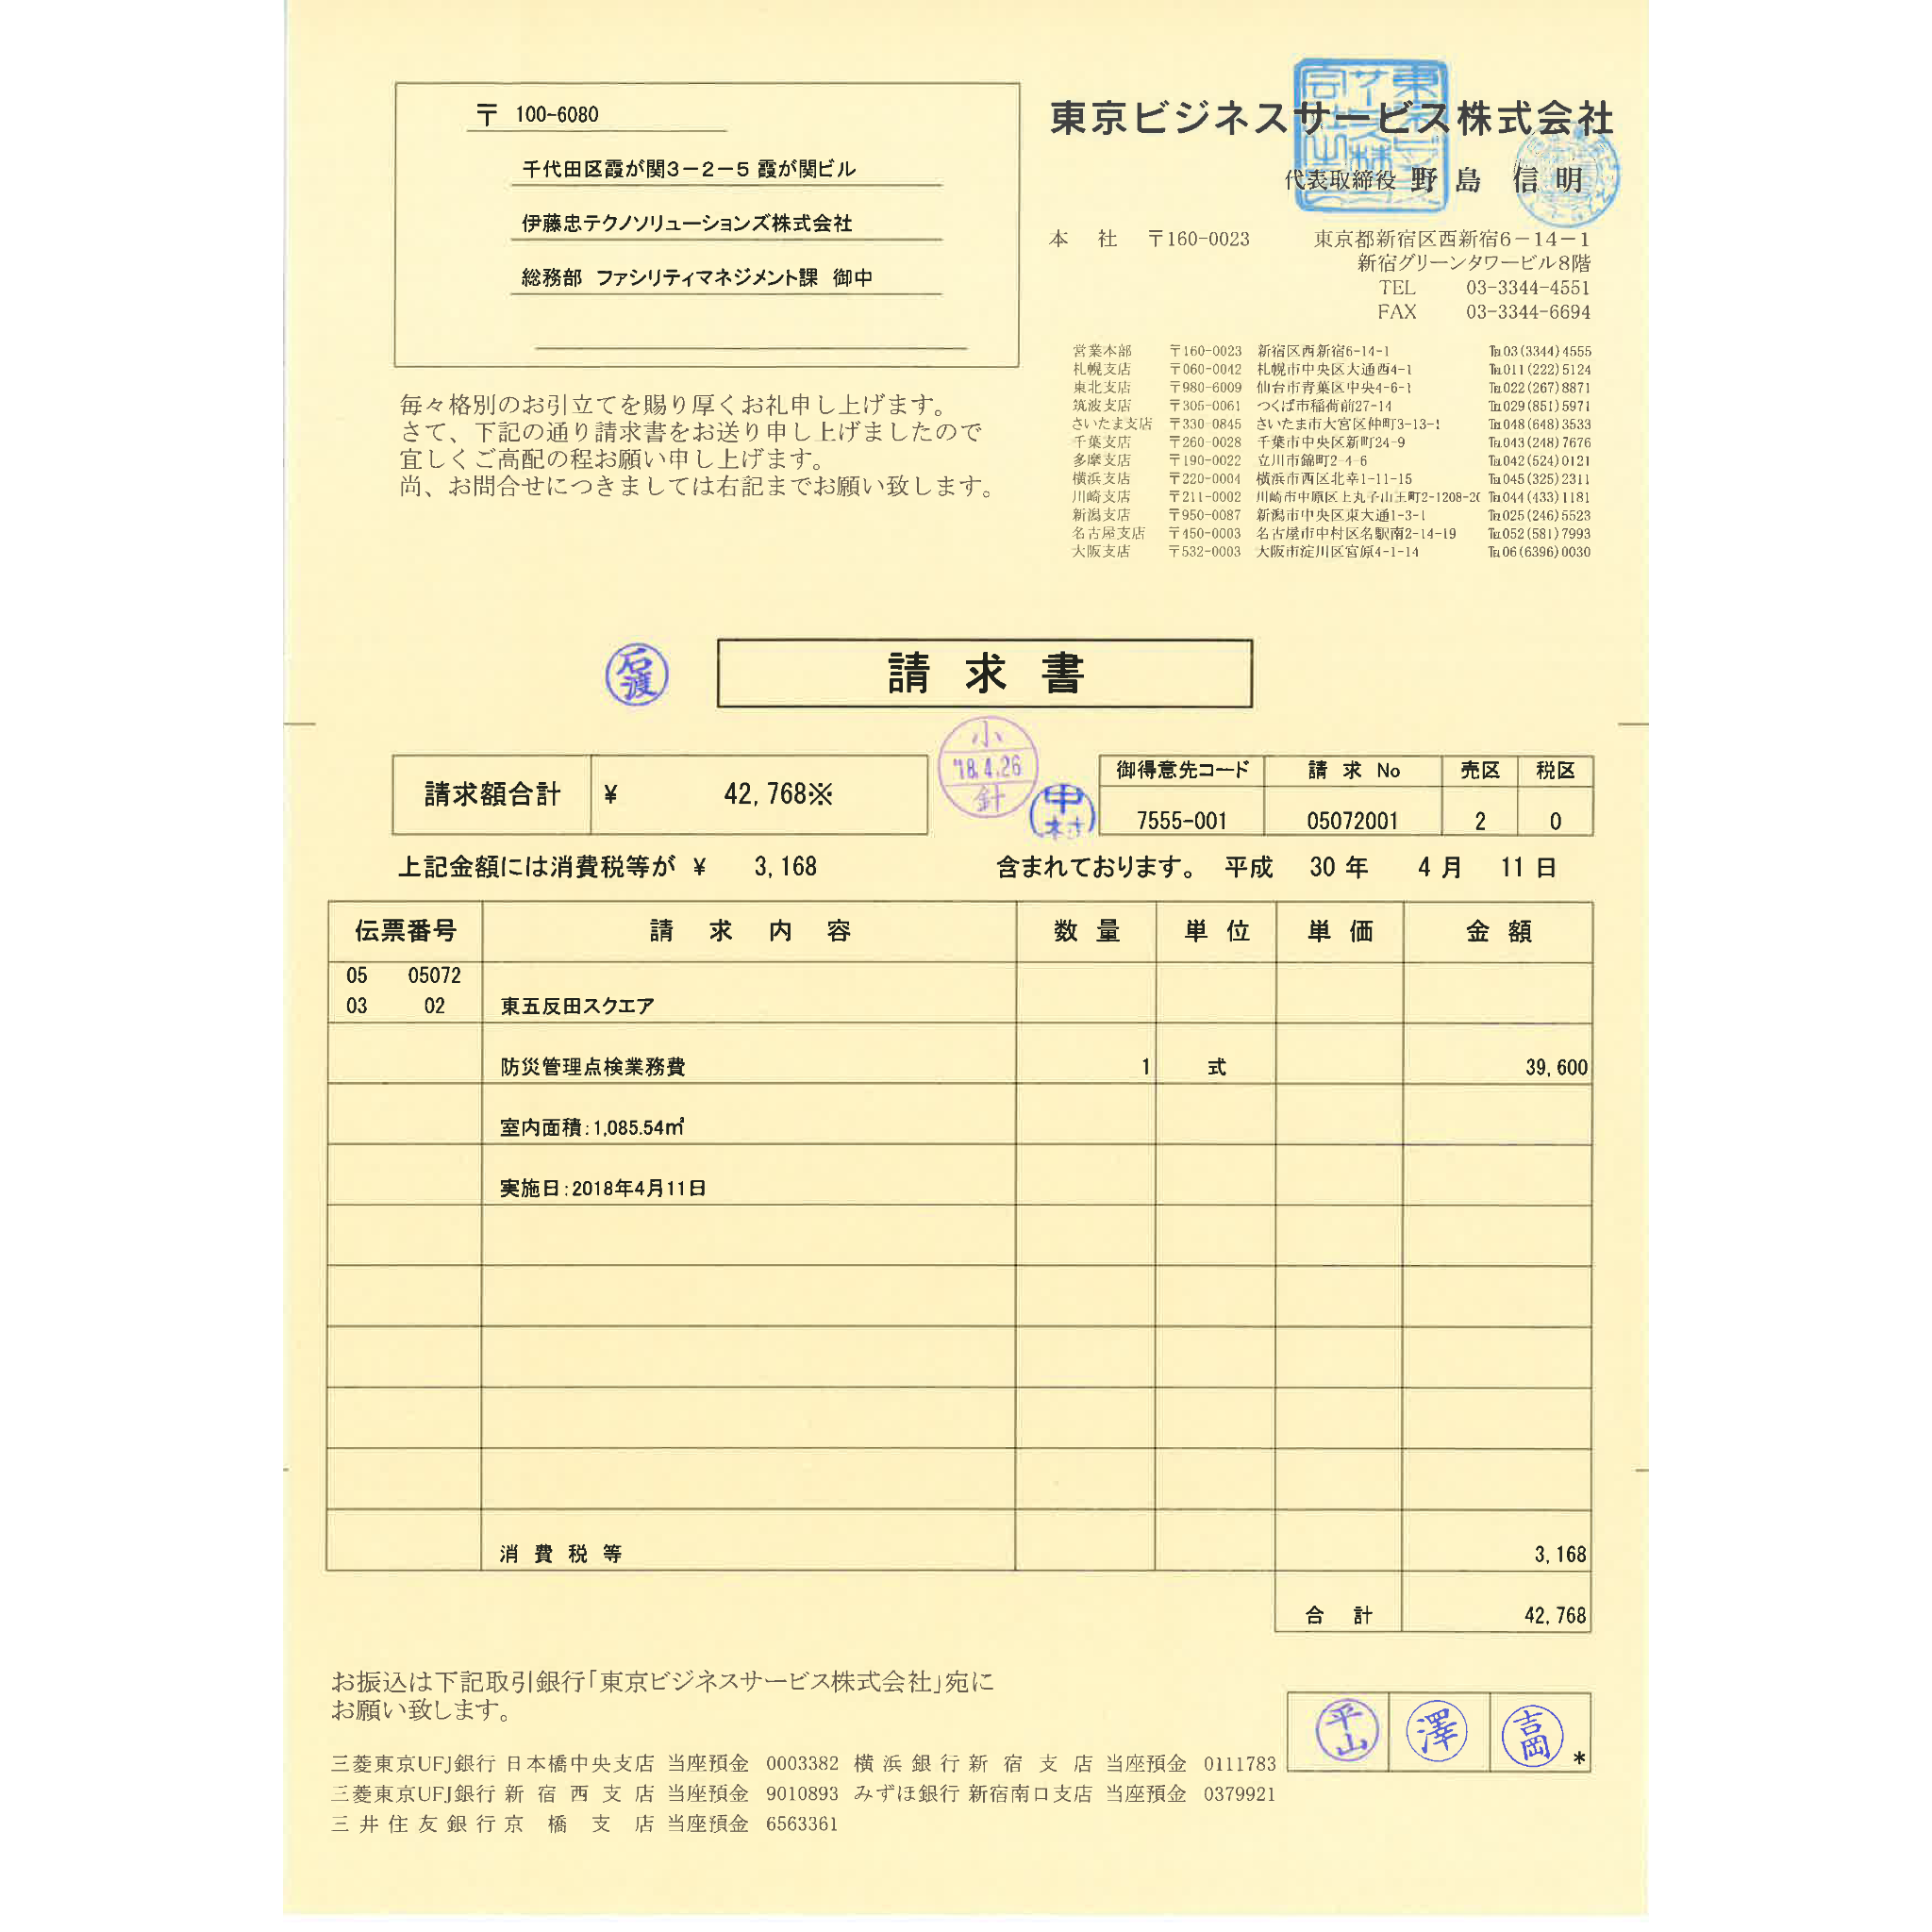 〒 100-6080
千代田区霞が関3-2-5 霞が関ビル
伊藤忠テクノソリューションズ株式会社
総務部 ファシリティマネジメント課 御中
東京ビジネスサービス株式会社
代表取締役 野島 信明
本 社 〒160-0023 東京都新宿区西新宿6-14-1
新宿グリーンタワービル8階
TEL 03-3344-4551
FAX 03-3344-6694
営業本部 〒160-0023 新宿区西新宿6-14-1 ℡03(3344)4555
札幌支店 〒060-0042 札幌市中央区大通西4-1 ℡011(222)5124
東北支店 〒980-6009 仙台市青葉区中央4-6-1 ℡022(267)8871
筑波支店 〒305-0061 つくば市稲荷前27-14 ℡029(851)5971
さいたま支店 〒330-0845 さいたま市大宮区仲町3-13-1 ℡048(648)3533
千葉支店 〒260-0028 千葉市中央区新町24-9 ℡043(248)7676
多摩支店 〒190-0022 立川市錦町2-4-6 ℡042(524)0121
横浜支店 〒220-0004 横浜市西区北幸1-11-15 ℡045(325)2311
川崎支店 〒211-0002 川崎市中原区上丸子山王町2-1208-2 ℡044(433)1181
新潟支店 〒950-0087 新潟市中央区東大通1-3-1 ℡025(246)5523
名古屋支店 〒450-0003 名古屋市中村区名駅南2-14-19 ℡052(581)7993
大阪支店 〒532-0003 大阪市淀川区宮原4-1-14 ℡06(6396)0030
毎々格別のお引立てを賜り厚くお礼申し上げます。
さて、下記の通り請求書をお送り申し上げましたので
宜しくご高配の程お願い申し上げます。
尚、お問合せにつきましては右記までお願い致します。
石渡
請求書
小
'18.4.26
針
請求額合計 ¥ 42,768※
御得意先コード 請求No 売区 税区
7555-001 05072001 2 0
上記金額には消費税等が ¥ 3,168 含まれております。 平成 30 年 4 月 11 日
伝票番号 請求内容 数量 単位 単価 金額
05 05072
03 02 東五反田スクエア
防災管理点検業務費 1 式 39,600
室内面積:1,085.54㎡
実施日:2018年4月11日
消費税等 3,168
合計 42,768
お振込は下記取引銀行「東京ビジネスサービス株式会社」宛に
お願い致します。
平山 澤 吉岡 *
三菱東京UFJ銀行 日本橋中央支店 当座預金 0003382 横浜銀行 新宿支店 当座預金 0111783
三菱東京UFJ銀行 新宿西支店 当座預金 9010893 みずほ銀行 新宿南口支店 当座預金 0379921
三井住友銀行 京橋支店 当座預金 6563361